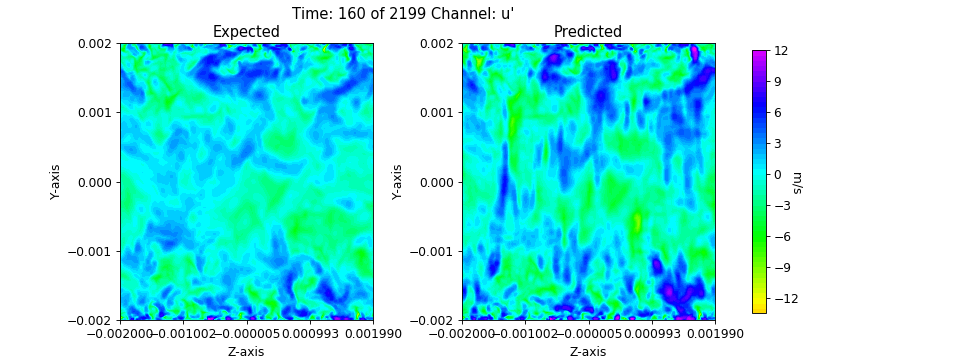 Time: 160 of 2199 Channel: u'
Expected
Predicted
0.002
0.001
0.000
−0.001
−0.002
Y-axis
−0.002000 −0.001002 −0.000005 0.000993 0.001990
Z-axis
0.002
0.001
0.000
−0.001
−0.002
Y-axis
−0.002000 −0.001002 −0.000005 0.000993 0.001990
Z-axis
12
9
6
3
0
−3
−6
−9
−12
m/s